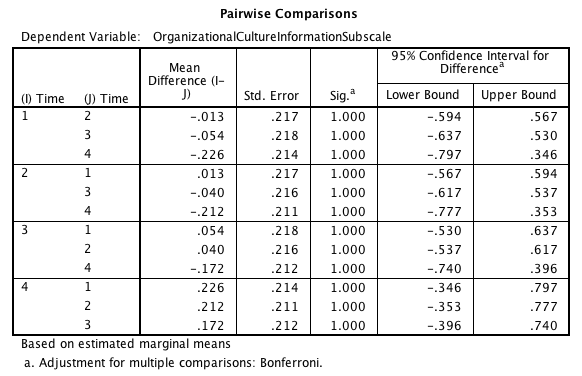 Pairwise Comparisons
Dependent Variable: OrganizationalCultureInformationSubscale
(I) Time (J) Time Mean Difference (I-J) Std. Error Sig.a 95% Confidence Interval for Differencea
Lower Bound Upper Bound
1 2 -.013 .217 1.000 -.594 .567
3 -.054 .218 1.000 -.637 .530
4 -.226 .214 1.000 -.797 .346
2 1 .013 .217 1.000 -.567 .594
3 -.040 .216 1.000 -.617 .537
4 -.212 .211 1.000 -.777 .353
3 1 .054 .218 1.000 -.530 .637
2 .040 .216 1.000 -.537 .617
4 -.172 .212 1.000 -.740 .396
4 1 .226 .214 1.000 -.346 .797
2 .212 .211 1.000 -.353 .777
3 .172 .212 1.000 -.396 .740
Based on estimated marginal means
a. Adjustment for multiple comparisons: Bonferroni.